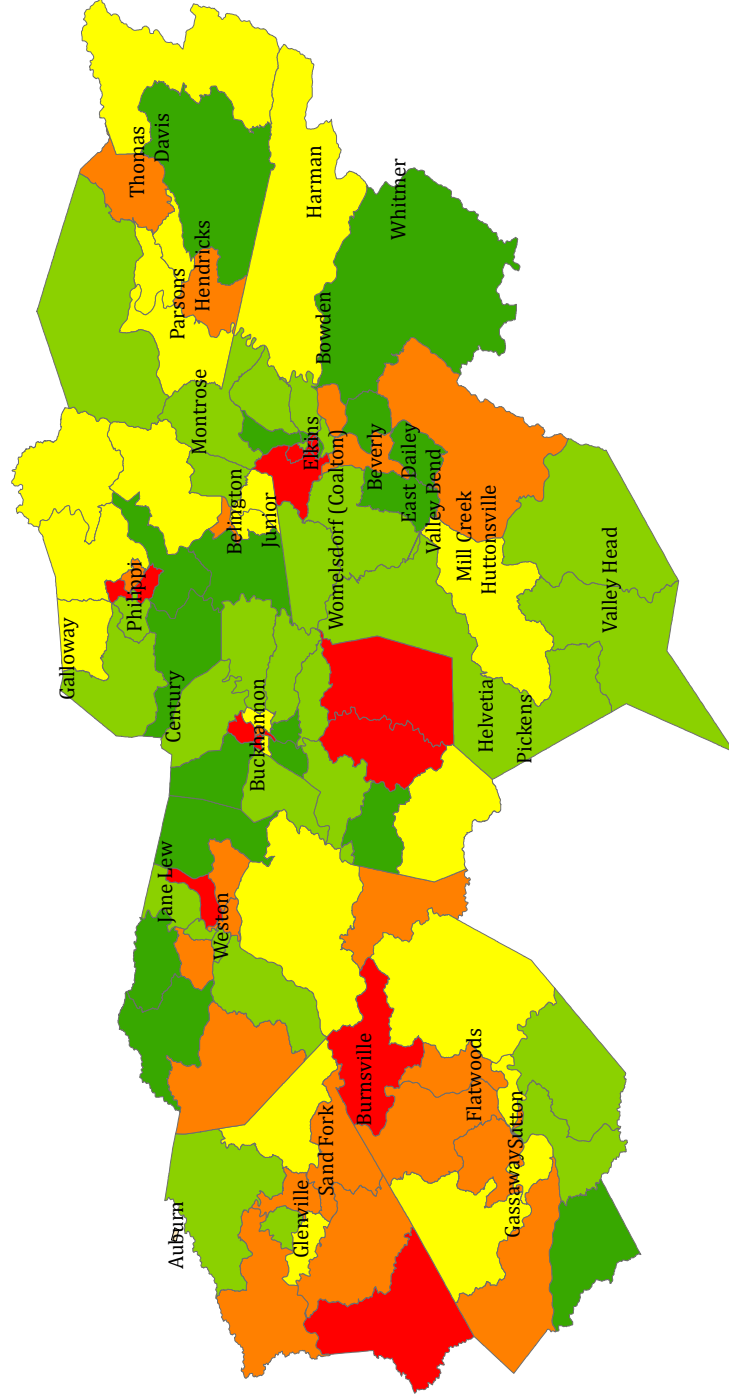 Thomas
Davis
Harman
Whitmer
Hendricks
Parsons
Bowden
Montrose
Elkins
Beverly
East Dailey
Valley Bend
Womelsdorf (Coalton)
Belington
Junior
Mill Creek
Huttonsville
Valley Head
Philippi
Galloway
Century
Buckhannon
Helvetia
Pickens
Jane Lew
Weston
Burnsville
Flatwoods
Sutton
Gassaway
Sand Fork
Glenville
Auburn